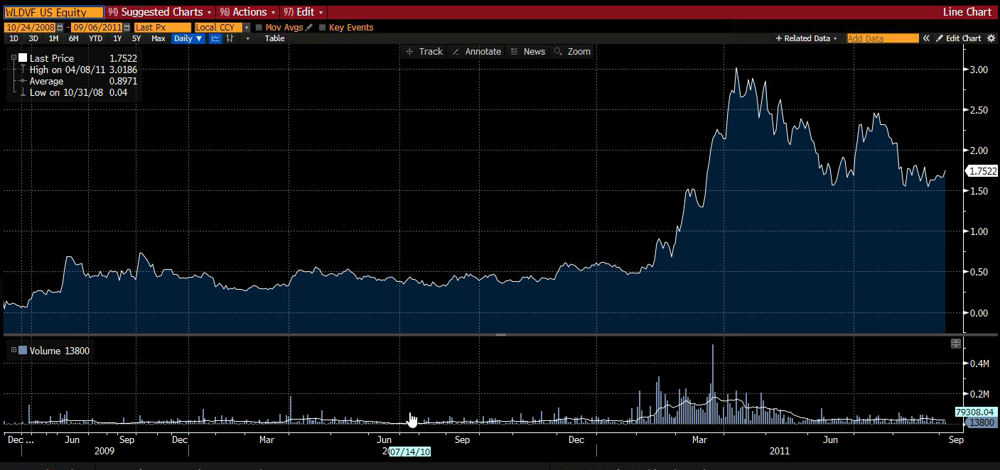 WLDVF US Equity 94) Suggested Charts 96) Actions 97) Edit Line Chart
10/24/2008 - 09/06/2011 Last Px Local CCY Mov Avgs Key Events
1D 3D 1M 6M YTD 1Y 5Y Max Daily ▼ Table + Related Data Add Data « Edit Chart
Track Annotate News Zoom
Last Price 1.7522
High on 04/08/11 3.0186
Average 0.8971
Low on 10/31/08 0.04
3.00
2.50
2.00
1.7522
1.50
1.00
0.50
0.00
Volume 13800
0.4M
0.2M
79308.04
13800
Dec... Jun Sep Dec Mar Jun Sep Dec Mar Jun Sep
2009 07/14/10 2011